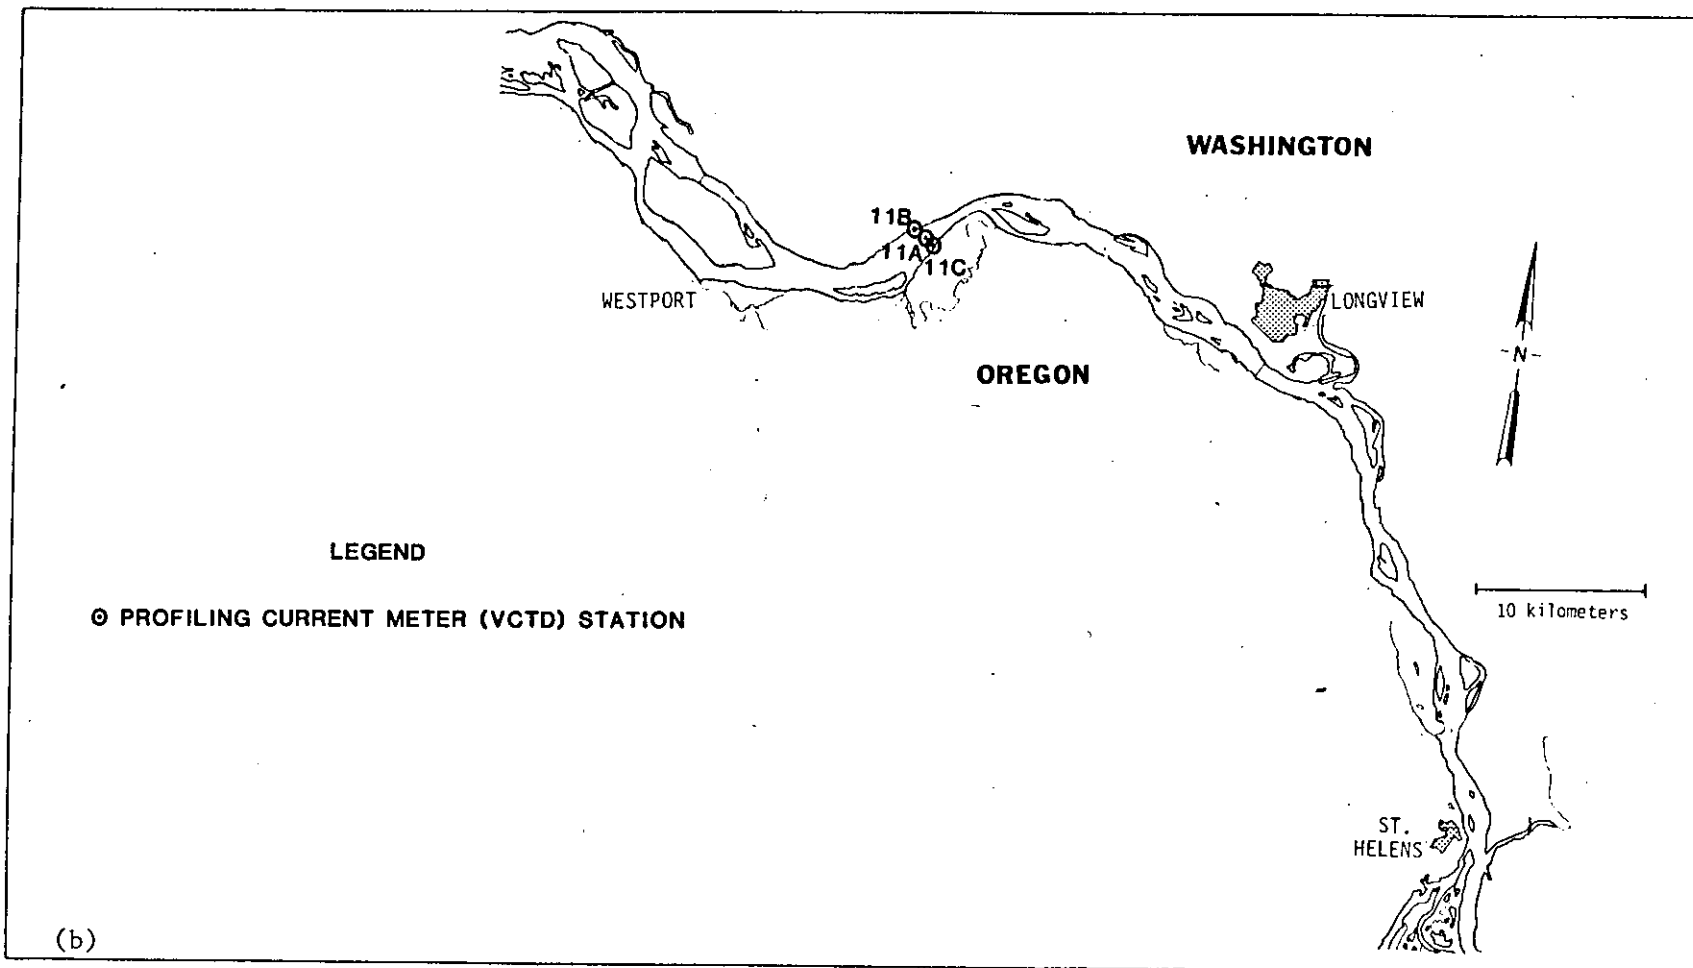 WASHINGTON
11B
11A
11C
WESTPORT
LONGVIEW
-N-
OREGON
LEGEND
⊙ PROFILING CURRENT METER (VCTD) STATION
10 kilometers
ST.
HELENS
(b)